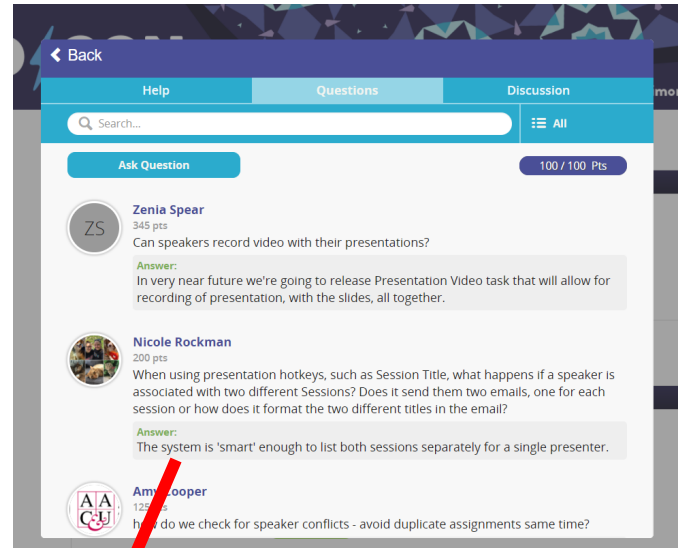 Back
Help Questions Discussion
Search... All
Ask Question 100 / 100 Pts
ZS
Zenia Spear
345 pts
Can speakers record video with their presentations?
Answer:
In very near future we're going to release Presentation Video task that will allow for
recording of presentation, with the slides, all together.
Nicole Rockman
200 pts
When using presentation hotkeys, such as Session Title, what happens if a speaker is
associated with two different Sessions? Does it send them two emails, one for each
session or how does it format the two different titles in the email?
Answer:
The system is 'smart' enough to list both sessions separately for a single presenter.
AA
C&U
Amy Cooper
how do we check for speaker conflicts - avoid duplicate assignments same time?